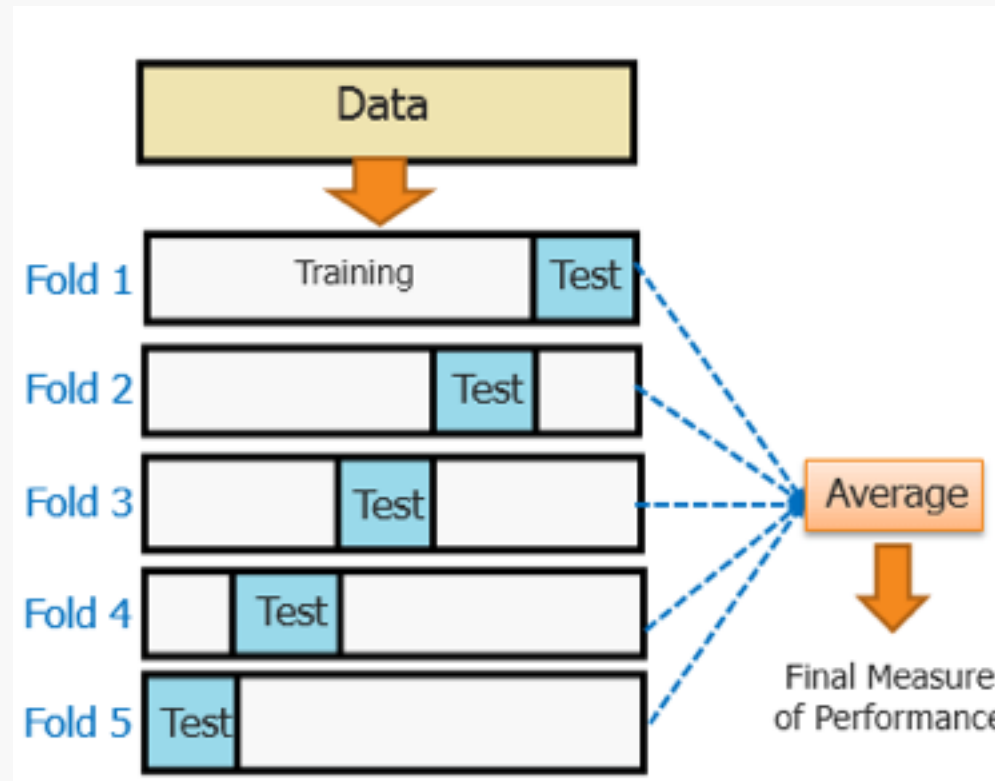 Data
Fold 1
Training
Test
Fold 2
Test
Fold 3
Test
Average
Fold 4
Test
Final Measure
of Performance
Fold 5
Test